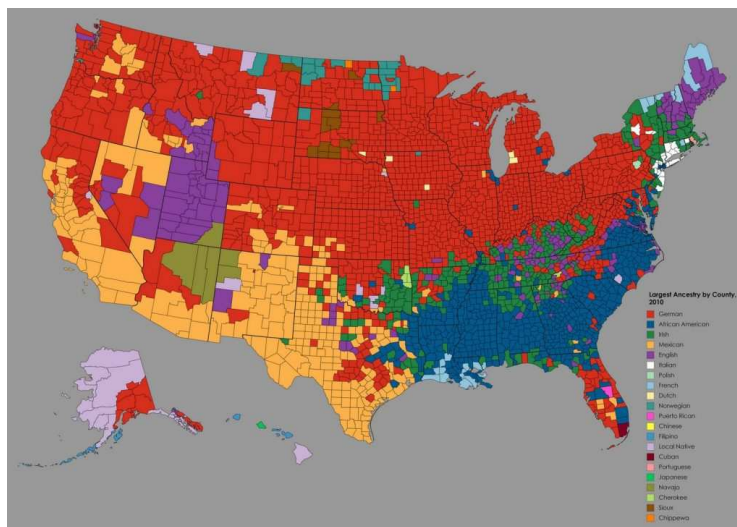 Largest Ancestry by County,
2010
German
African American
Irish
Mexican
English
Italian
Polish
French
Dutch
Norwegian
Puerto Rican
Chinese
Filipino
Local Native
Cuban
Portuguese
Japanese
Navajo
Cherokee
Sioux
Chippewa